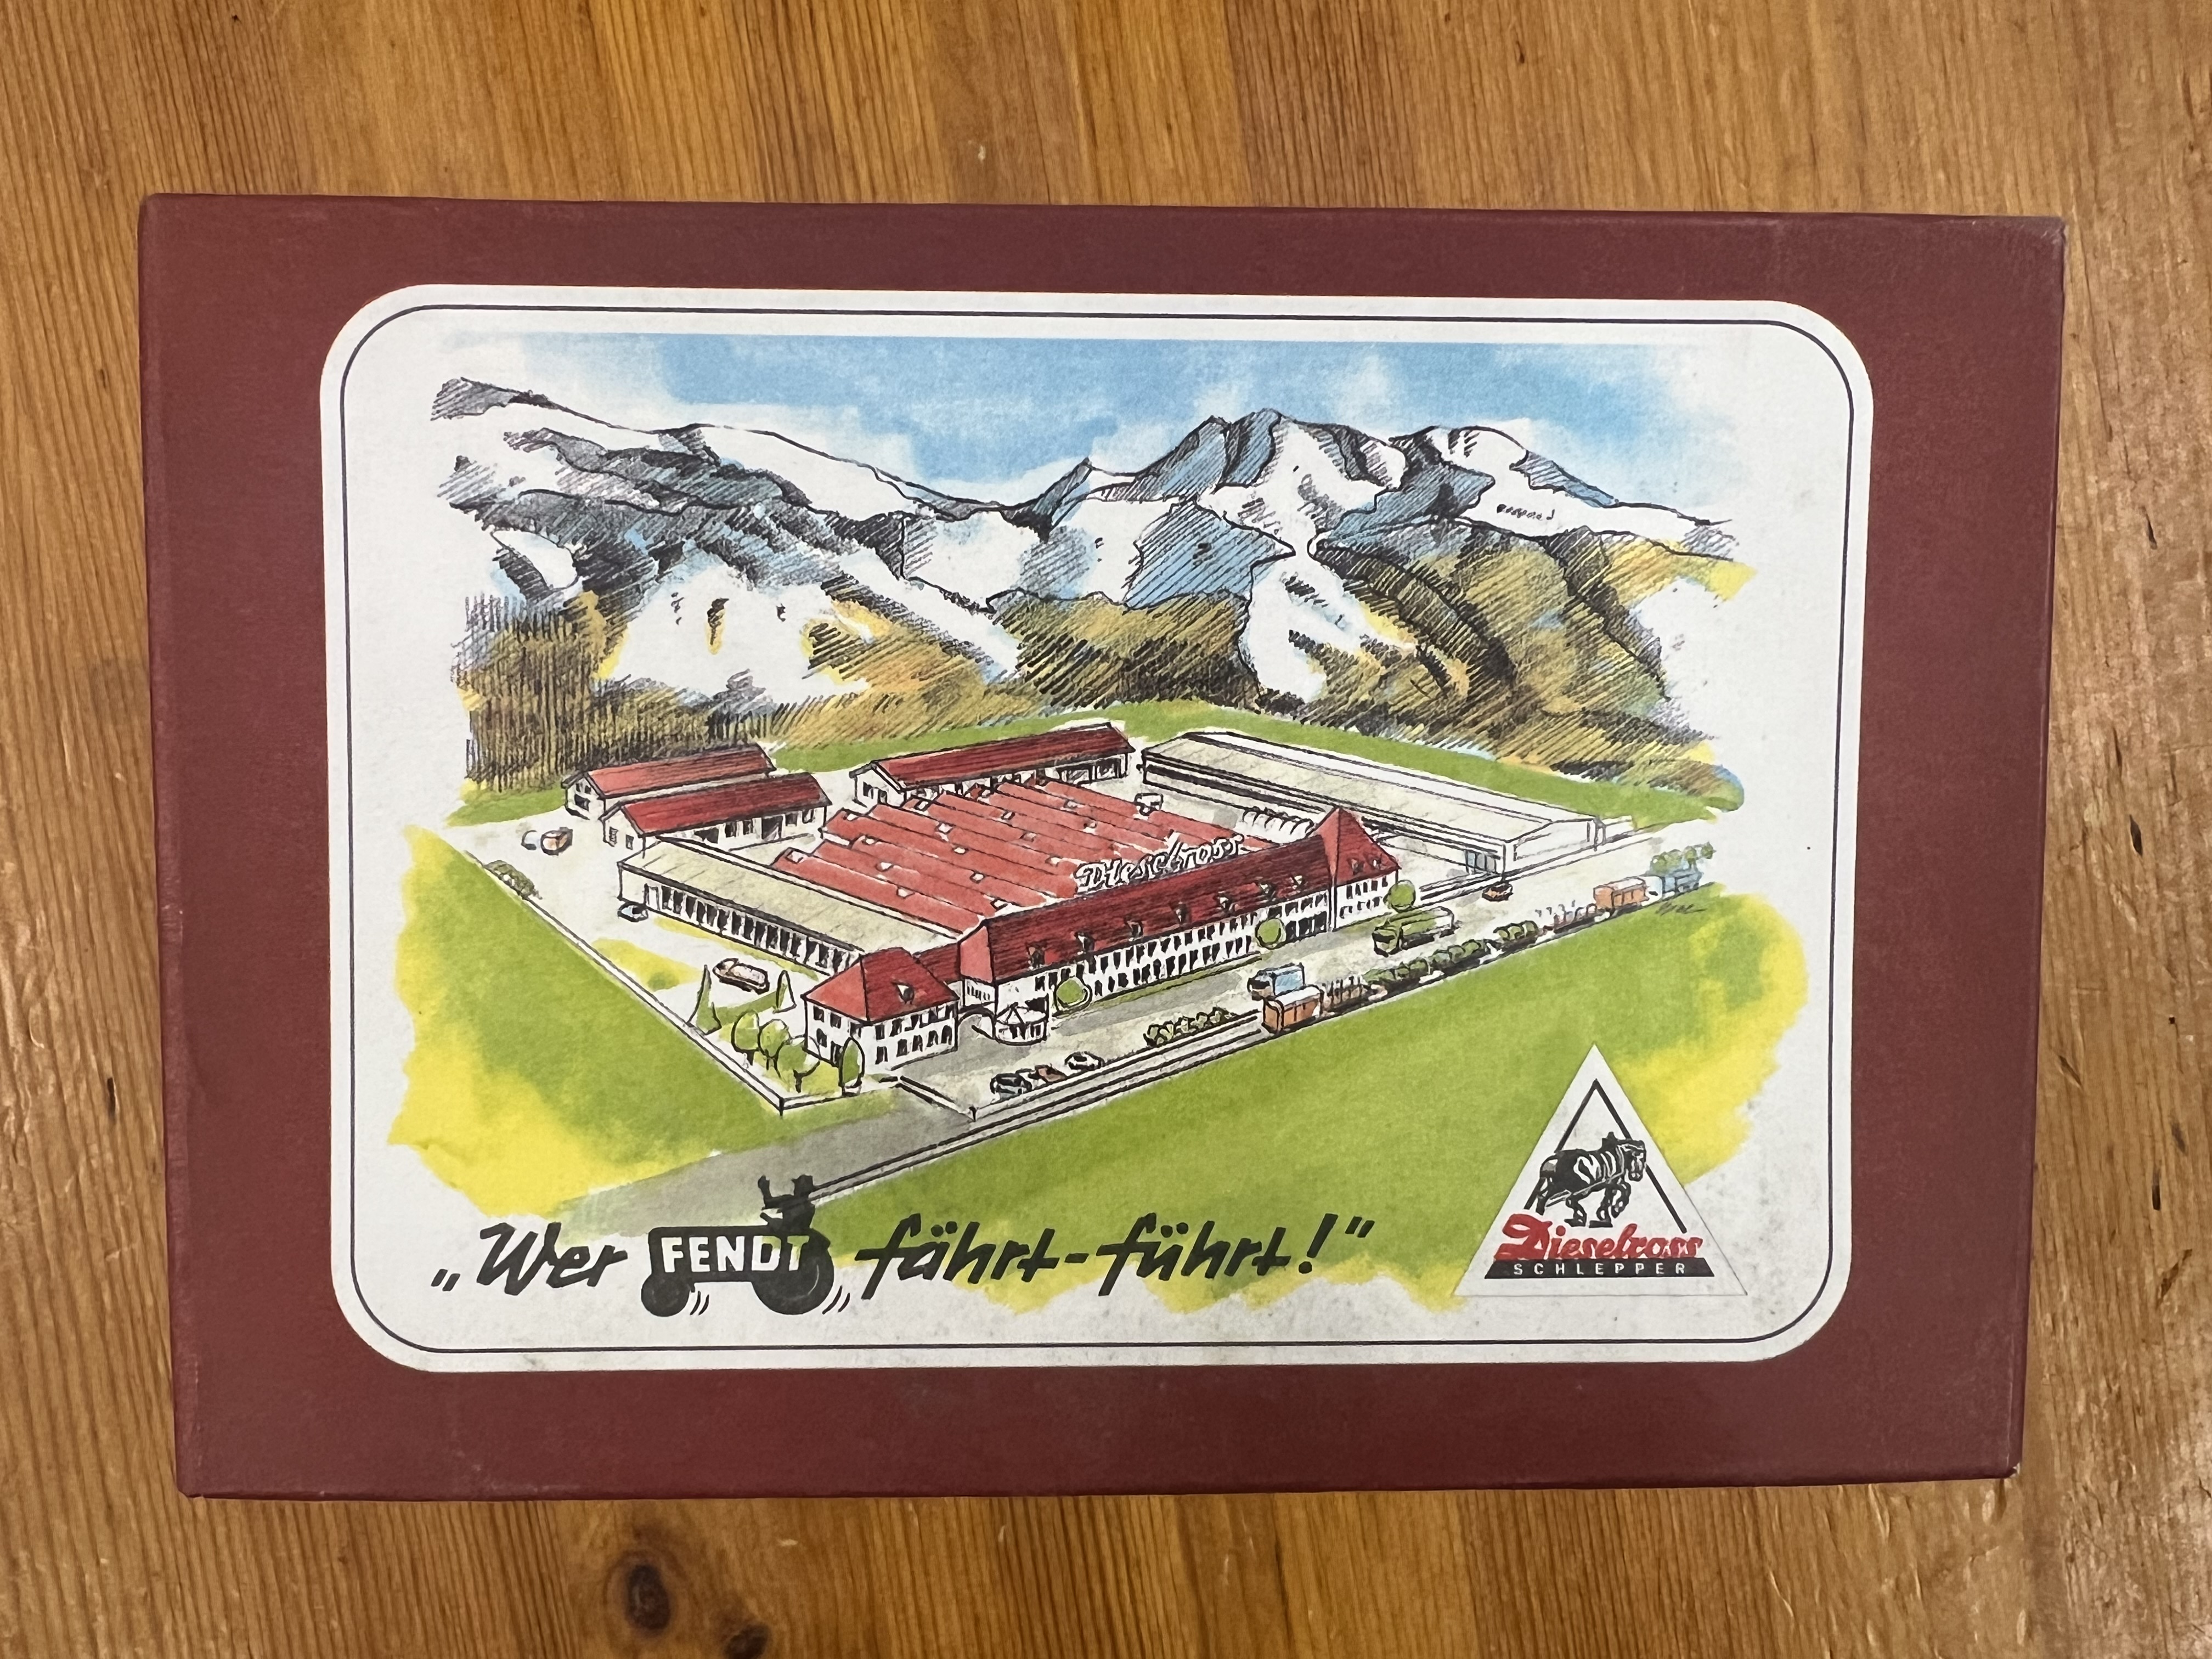 Dieselross
„Wer FENDT fährt-führt!"
Dieselross
SCHLEPPER